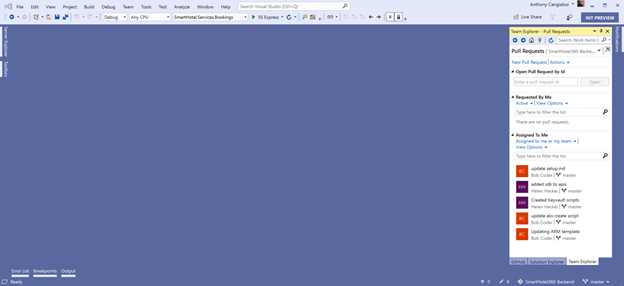 File Edit View Project Build Debug Team Tools Test Analyze Window Help
Search Visual Studio (Ctrl+Q)
Anthony Cangialosi
Debug Any CPU SmartHotel.Services.Bookings IIS Express
Live Share
INT PREVIEW
Server Explorer
Toolbox
Notifications
Team Explorer - Pull Requests
Search Work Items (
Pull Requests | SmartHotel360 Backend
New Pull Request | Actions
Open Pull Request by Id
Enter a pull request id Open
Requested By Me
Active | View Options
Type here to filter the list
There are no pull requests.
Assigned To Me
Assigned to me or my team |
View Options
Type here to filter the list
BC update setup.md
Bob Coder | master
added sdk to apis
Helen Hacker | master
Created Keyvault scripts
Helen Hacker | master
BC update aks create script
Bob Coder | master
BC Updating ARM template
Bob Coder | master
GitHub Solution Explorer Team Explorer
Error List Breakpoints Output
Ready
0 0 SmartHotel360 Backend master